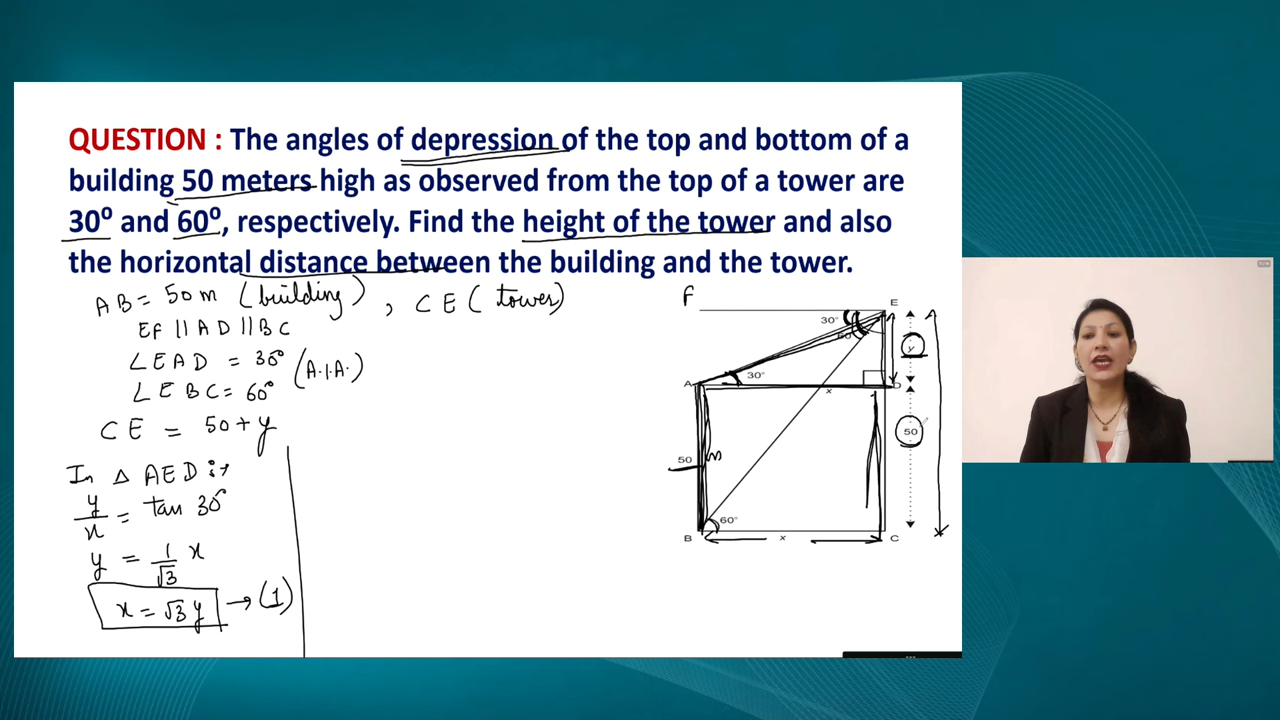 QUESTION : The angles of depression of the top and bottom of a
building 50 meters high as observed from the top of a tower are
30⁰ and 60⁰, respectively. Find the height of the tower and also
the horizontal distance between the building and the tower.
AB = 50 m (building) , CE (tower)
EF || AD || BC
∠EAD = 30° (A.I.A.)
∠EBC = 60°
CE = 50 + y
In △ AED :→
y/x = tan 30°
y = 1/√3 x
x = √3 y → (1)
F
E
30°
60
y
A
30°
D
x
50
50 m
60°
B
x
C